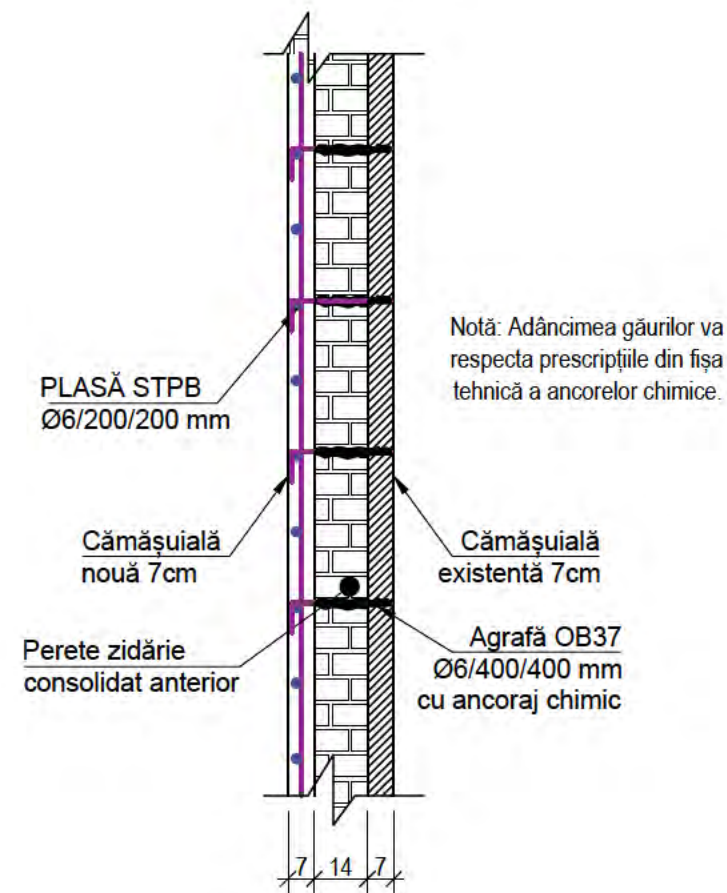 Notă: Adâncimea găurilor va
respecta prescripțiile din fișa
tehnică a ancorelor chimice.
PLASĂ STPB
Ø6/200/200 mm
Cămășuială
nouă 7cm
Cămășuială
existentă 7cm
Perete zidărie
consolidat anterior
Agrafă OB37
Ø6/400/400 mm
cu ancoraj chimic
7 14 7